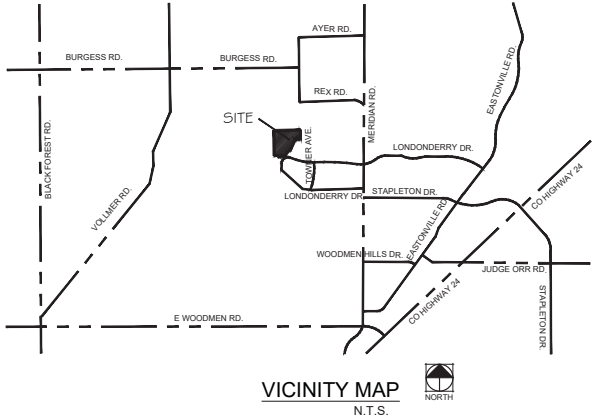 AYER RD.
BURGESS RD.
BURGESS RD.
EASTONVILLE RD.
REX RD.
MERIDIAN RD.
SITE
BLACK FOREST RD.
TOWNER AVE.
LONDONDERRY DR.
VOLLMER RD.
LONDONDERRY DR
STAPLETON DR.
CO HIGHWAY 24
EASTONVILLE RD
WOODMEN HILLS DR.
JUDGE ORR RD.
CO HIGHWAY 24
STAPLETON DR.
E WOODMEN RD.
VICINITY MAP
N.T.S.
NORTH